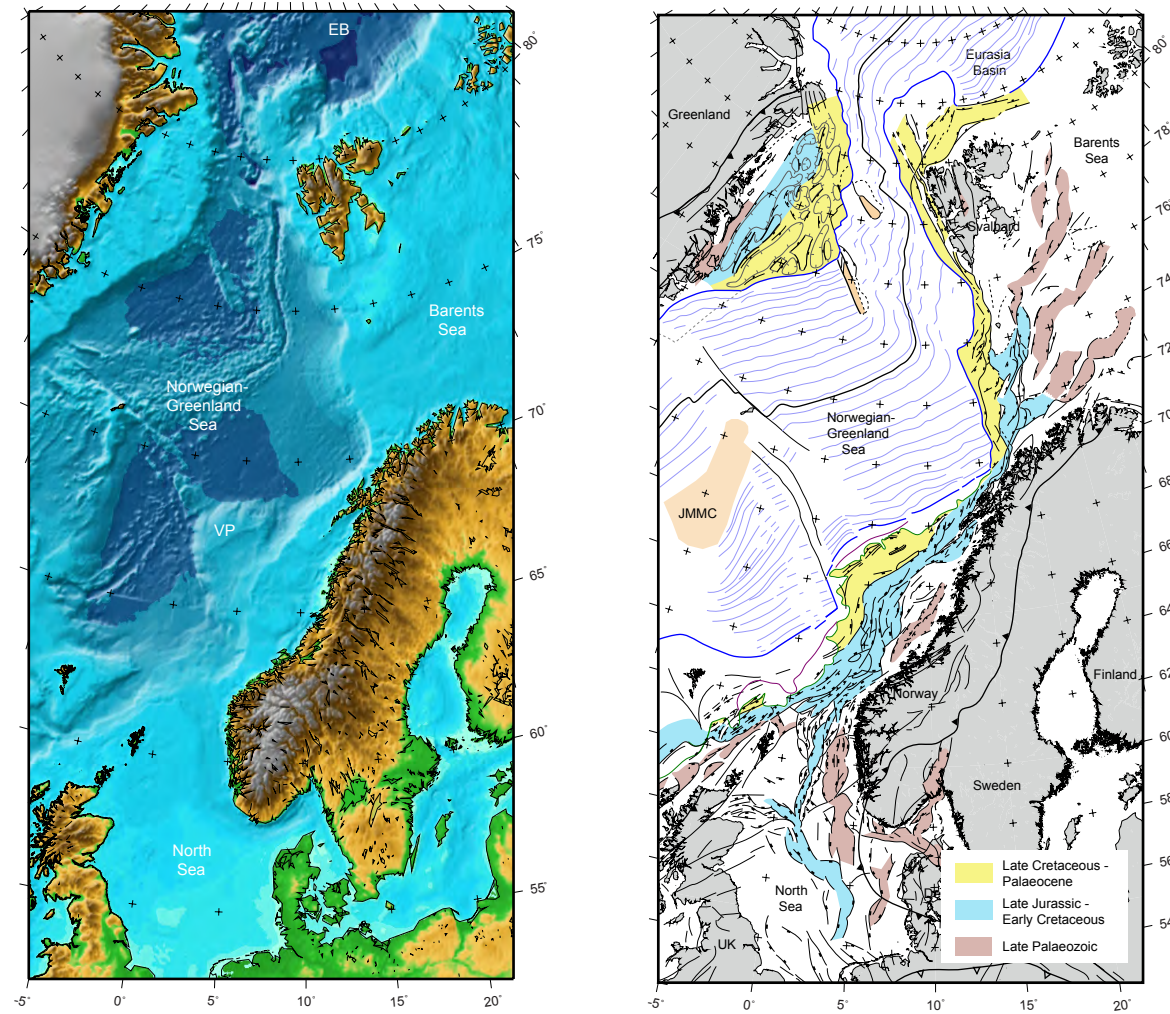 EB
80°
75°
Barents
Sea
Norwegian-
Greenland
Sea
70°
VP
65°
60°
North
Sea
55°
-5°
0°
5°
10°
15°
20°
Eurasia
Basin
80°
Greenland
Barents
Sea
78°
76°
Svalbard
74°
72°
70°
Norwegian-
Greenland
Sea
68°
JMMC
66°
64°
Finland
62°
Norway
60°
Sweden
58°
56°
Late Cretaceous -
Palaeocene
North
Sea
Late Jurassic -
Early Cretaceous
54
UK
Late Palaeozoic
-5°
0°
5°
10°
15°
20°